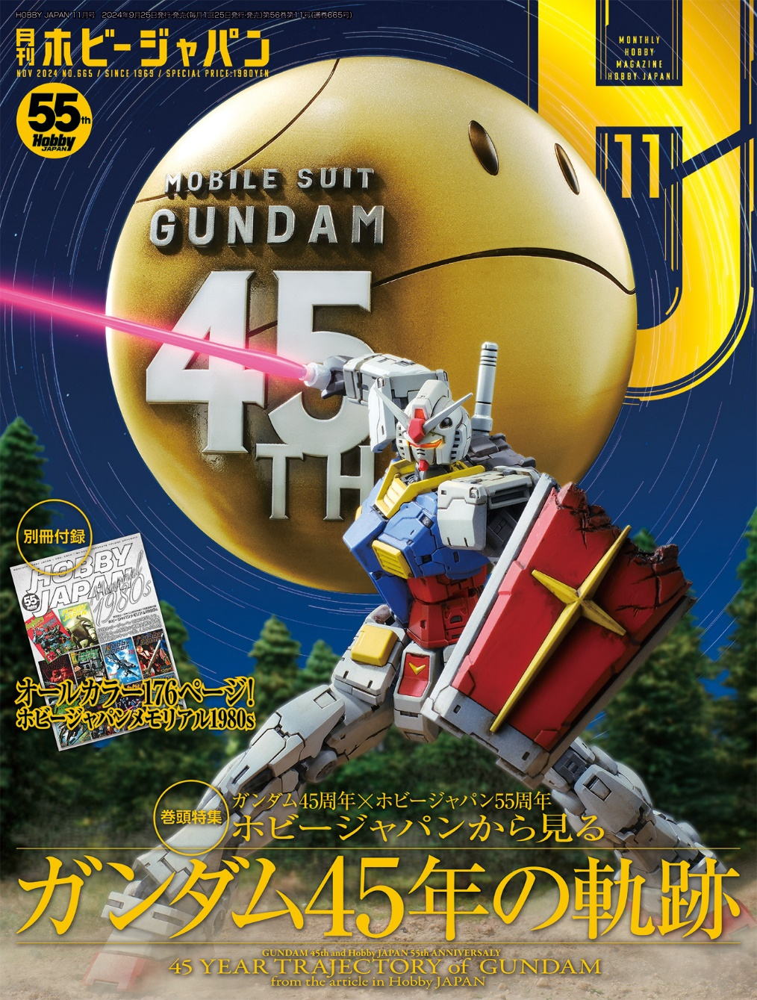 HOBBY JAPAN 11月号 2024年9月25日発行・発売(毎月1回25日発行・発売)第56巻第11号(通巻665号)
月刊 ホビージャパン
NOV 2024 NO.665 / SINCE 1969 / SPECIAL PRICE:1980YEN
MONTHLY
HOBBY
MAGAZINE
HOBBY JAPAN
HJ
11
55th
Hobby
JAPAN
MOBILE SUIT
GUNDAM
45
TH
別冊付録
HOBBY
JAPAN
1980s
55th
オールカラー176ページ!
ホビージャパンメモリアル1980s
巻頭特集
ガンダム45周年×ホビージャパン55周年
ホビージャパンから見る
ガンダム45年の軌跡
GUNDAM 45th and Hobby JAPAN 55th ANNIVERSALY
45 YEAR TRAJECTORY of GUNDAM
from the article in Hobby JAPAN